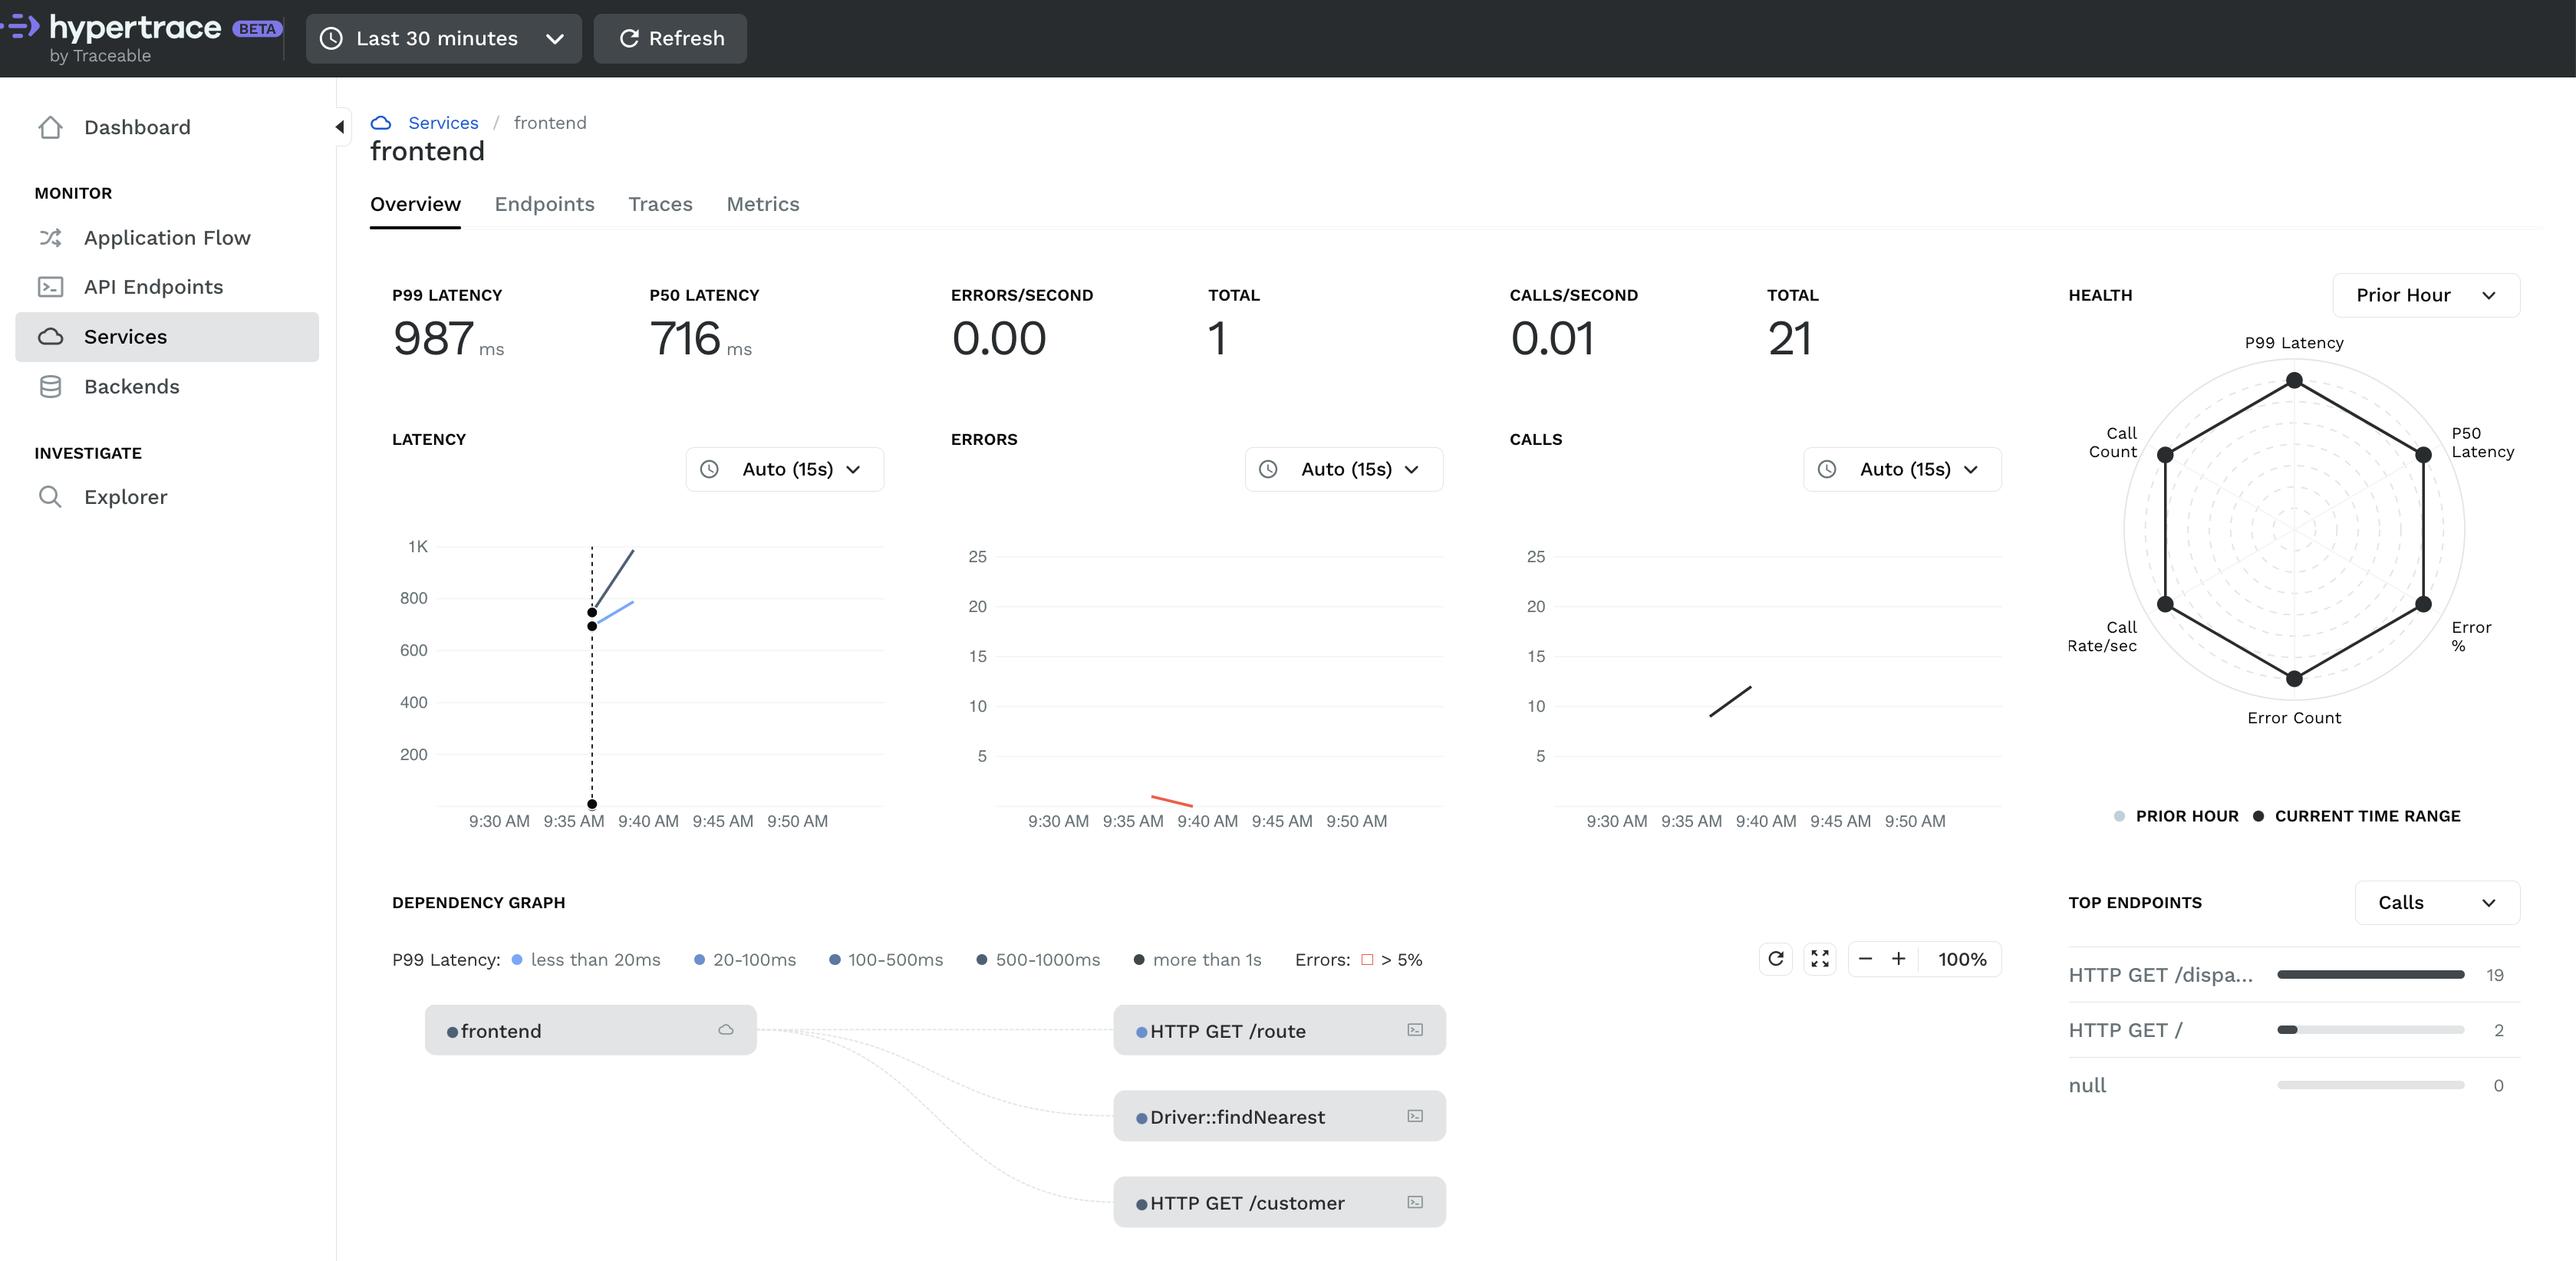 hypertrace BETA
by Traceable
Last 30 minutes
Refresh
Dashboard
MONITOR
Application Flow
API Endpoints
Services
Backends
INVESTIGATE
Explorer
Services / frontend
frontend
Overview Endpoints Traces Metrics
P99 LATENCY
987 ms
P50 LATENCY
716 ms
ERRORS/SECOND
0.00
TOTAL
1
CALLS/SECOND
0.01
TOTAL
21
LATENCY
Auto (15s)
1K
800
600
400
200
9:30 AM 9:35 AM 9:40 AM 9:45 AM 9:50 AM
ERRORS
Auto (15s)
25
20
15
10
5
9:30 AM 9:35 AM 9:40 AM 9:45 AM 9:50 AM
CALLS
Auto (15s)
25
20
15
10
5
9:30 AM 9:35 AM 9:40 AM 9:45 AM 9:50 AM
HEALTH
Prior Hour
P99 Latency
P50
Latency
Error
%
Error Count
Call
Rate/sec
Call
Count
PRIOR HOUR CURRENT TIME RANGE
DEPENDENCY GRAPH
P99 Latency: less than 20ms 20-100ms 100-500ms 500-1000ms more than 1s Errors: > 5%
100%
frontend
HTTP GET /route
Driver::findNearest
HTTP GET /customer
TOP ENDPOINTS
Calls
HTTP GET /dispa... 19
HTTP GET / 2
null 0